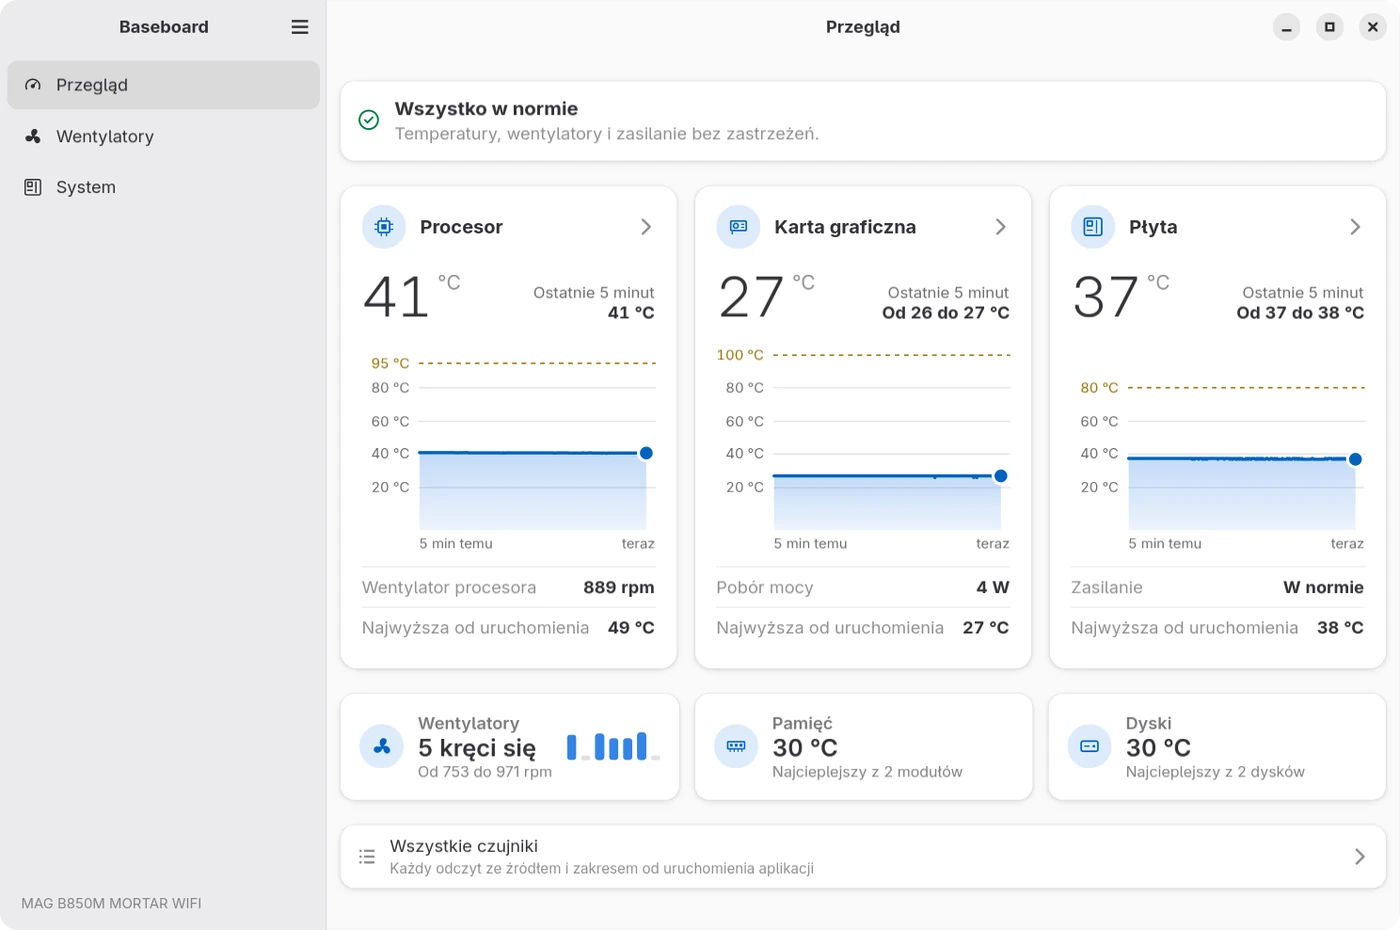 Baseboard
Przegląd
Przegląd
Wentylatory
System
Wszystko w normie
Temperatury, wentylatory i zasilanie bez zastrzeżeń.
Procesor
41 °C
Ostatnie 5 minut
41 °C
95 °C
80 °C
60 °C
40 °C
20 °C
5 min temu teraz
Wentylator procesora 889 rpm
Najwyższa od uruchomienia 49 °C
Karta graficzna
27 °C
Ostatnie 5 minut
Od 26 do 27 °C
100 °C
80 °C
60 °C
40 °C
20 °C
5 min temu teraz
Pobór mocy 4 W
Najwyższa od uruchomienia 27 °C
Płyta
37 °C
Ostatnie 5 minut
Od 37 do 38 °C
80 °C
60 °C
40 °C
20 °C
5 min temu teraz
Zasilanie W normie
Najwyższa od uruchomienia 38 °C
Wentylatory
5 kręci się
Od 753 do 971 rpm
Pamięć
30 °C
Najcieplejszy z 2 modułów
Dyski
30 °C
Najcieplejszy z 2 dysków
Wszystkie czujniki
Każdy odczyt ze źródłem i zakresem od uruchomienia aplikacji
MAG B850M MORTAR WIFI